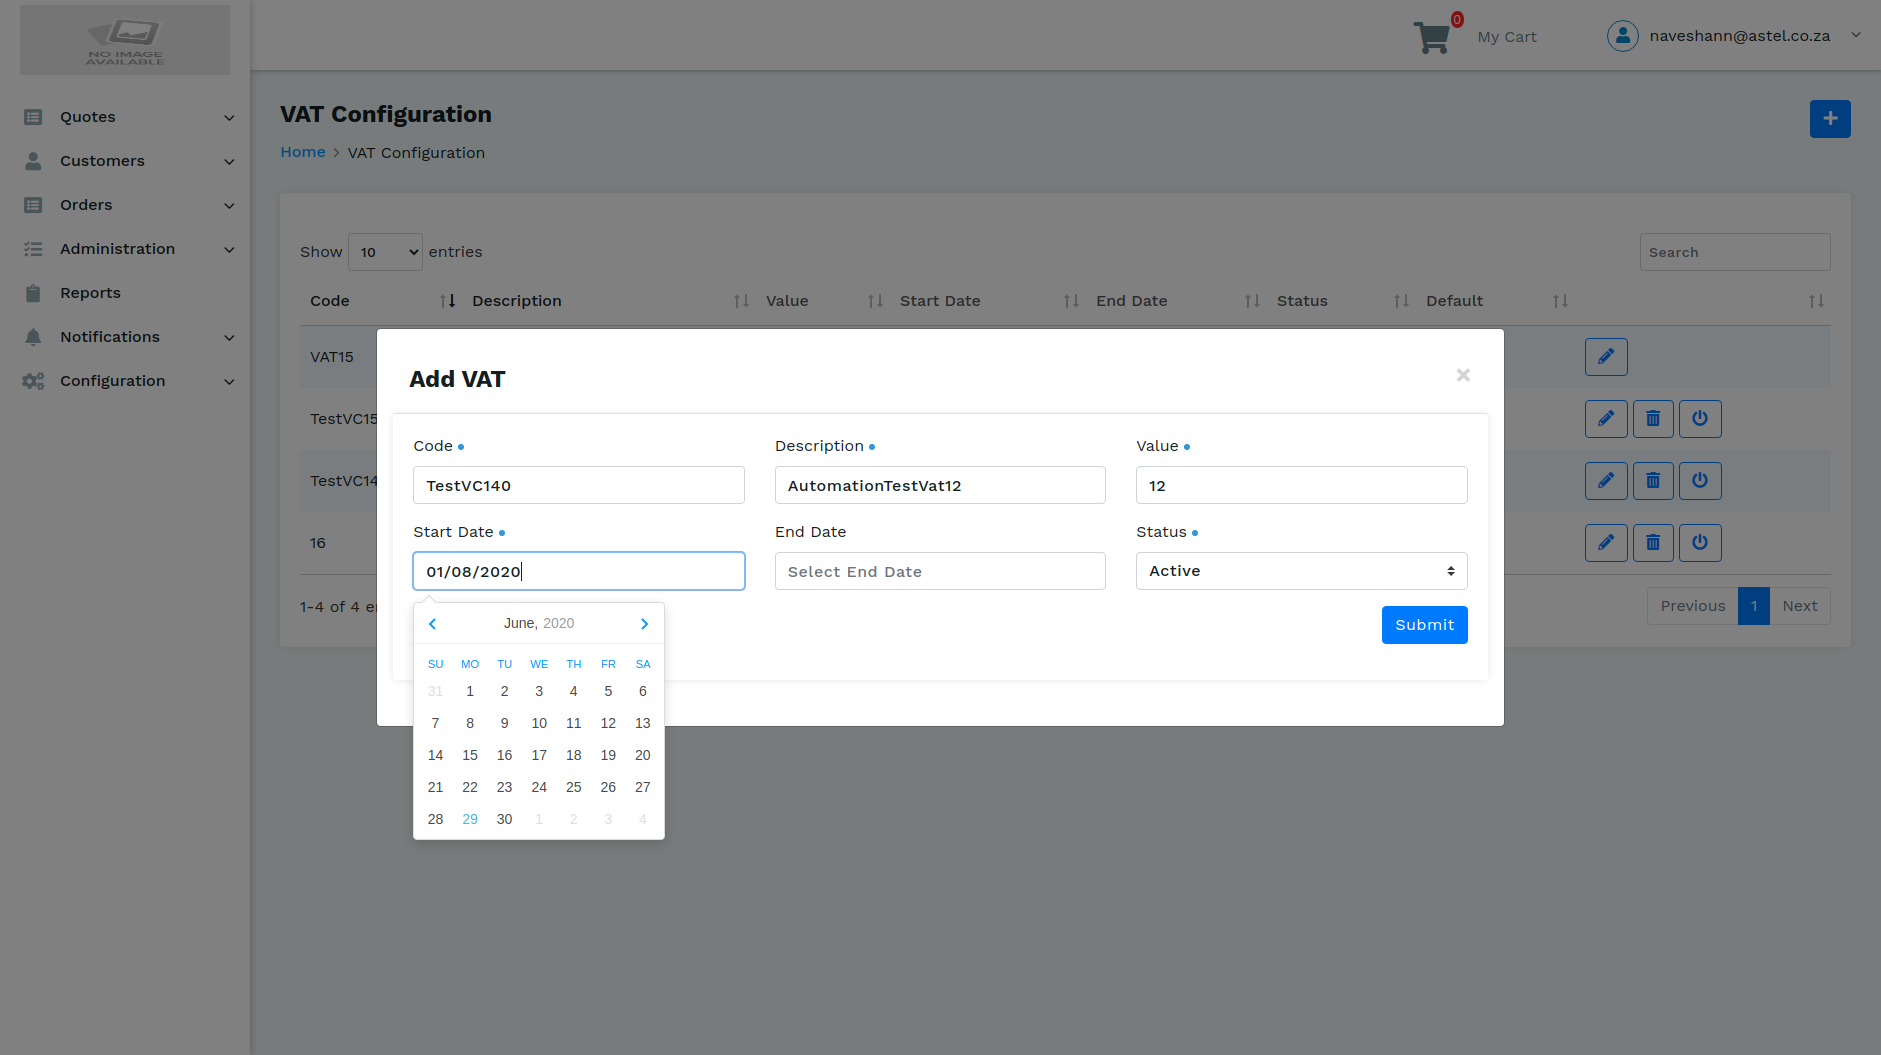 NO IMAGE
AVAILABLE
0
My Cart
naveshann@astel.co.za
Quotes
Customers
Orders
Administration
Reports
Notifications
Configuration
VAT Configuration
Home > VAT Configuration
Show 10 entries
Search
Code Description Value Start Date End Date Status Default
VAT15
TestVC15
TestVC14
16
1-4 of 4 e
Previous 1 Next
Add VAT
×
Code Description Value
TestVC140 AutomationTestVat12 12
Start Date End Date Status
01/08/2020 Select End Date Active
Submit
June, 2020
SU MO TU WE TH FR SA
31 1 2 3 4 5 6
7 8 9 10 11 12 13
14 15 16 17 18 19 20
21 22 23 24 25 26 27
28 29 30 1 2 3 4